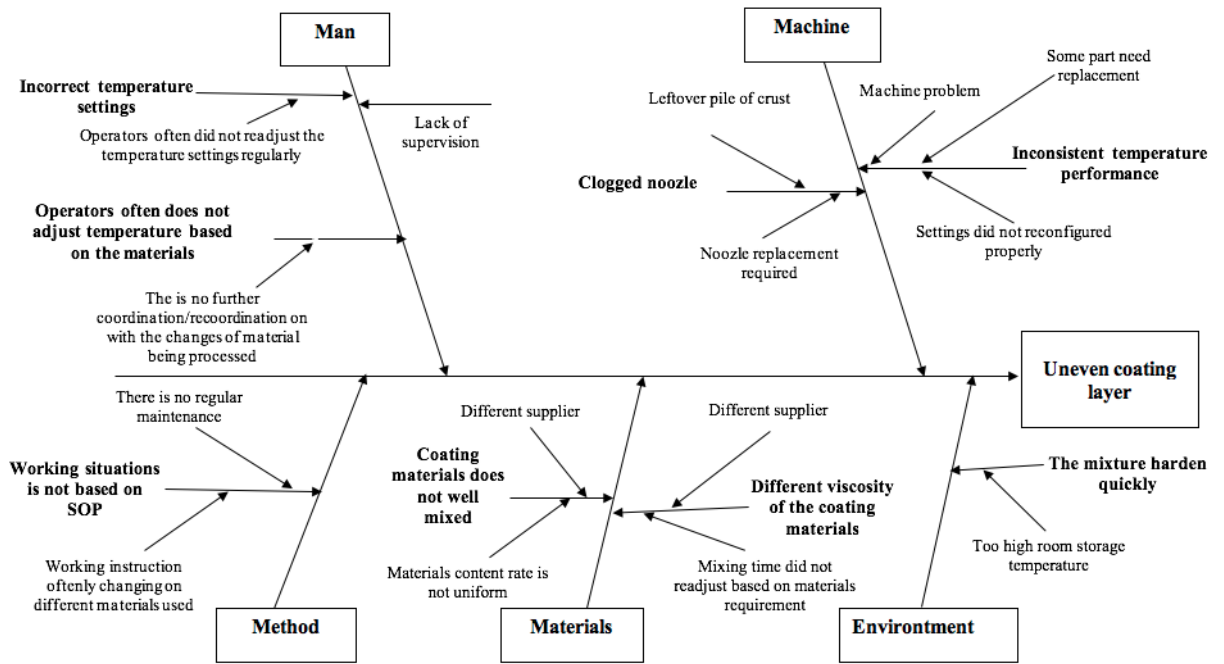 Man
Machine
Incorrect temperature
settings
Operators often did not readjust the
temperature settings regularly
Lack of
supervision
Operators often does not
adjust temperature based
on the materials
The is no further
coordination/recoordination on
with the changes of material
being processed
Leftover pile of crust
Machine problem
Some part need
replacement
Clogged noozle
Inconsistent temperature
performance
Noozle replacement
required
Settings did not reconfigured
properly
Uneven coating
layer
There is no regular
maintenance
Working situations
is not based on
SOP
Working instruction
oftenly changing on
different materials used
Different supplier
Coating
materials does
not well
mixed
Materials content rate is
not uniform
Different supplier
Different viscosity
of the coating
materials
Mixing time did not
readjust based on materials
requirement
The mixture harden
quickly
Too high room storage
temperature
Method
Materials
Environtment